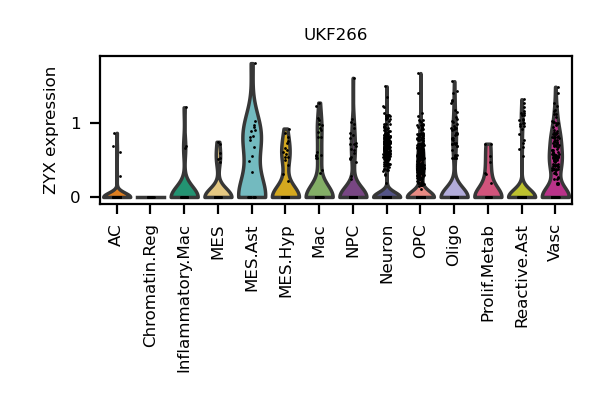 UKF266
ZYX expression
1
0
AC
Chromatin.Reg
Inflammatory.Mac
MES
MES.Ast
MES.Hyp
Mac
NPC
Neuron
OPC
Oligo
Prolif.Metab
Reactive.Ast
Vasc